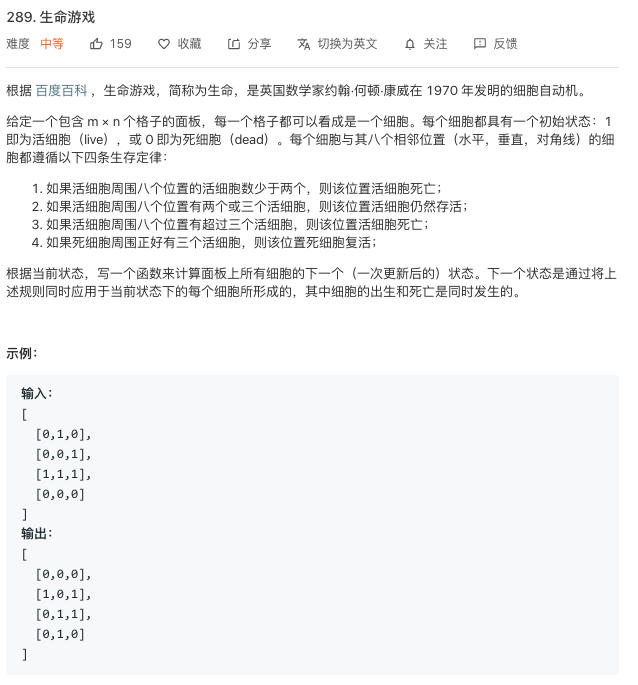 289. 生命游戏
难度 中等 159 收藏 分享 切换为英文 关注 反馈
根据 百度百科 ，生命游戏，简称为生命，是英国数学家约翰·何顿·康威在 1970 年发明的细胞自动机。
给定一个包含 m × n 个格子的面板，每一个格子都可以看成是一个细胞。每个细胞都具有一个初始状态：1
即为活细胞（live），或 0 即为死细胞（dead）。每个细胞与其八个相邻位置（水平，垂直，对角线）的细
胞都遵循以下四条生存定律：
1. 如果活细胞周围八个位置的活细胞数少于两个，则该位置活细胞死亡；
2. 如果活细胞周围八个位置有两个或三个活细胞，则该位置活细胞仍然存活；
3. 如果活细胞周围八个位置有超过三个活细胞，则该位置活细胞死亡；
4. 如果死细胞周围正好有三个活细胞，则该位置死细胞复活；
根据当前状态，写一个函数来计算面板上所有细胞的下一个（一次更新后的）状态。下一个状态是通过将上
述规则同时应用于当前状态下的每个细胞所形成的，其中细胞的出生和死亡是同时发生的。
示例：
输入：
[
[0,1,0],
[0,0,1],
[1,1,1],
[0,0,0]
]
输出：
[
[0,0,0],
[1,0,1],
[0,1,1],
[0,1,0]
]